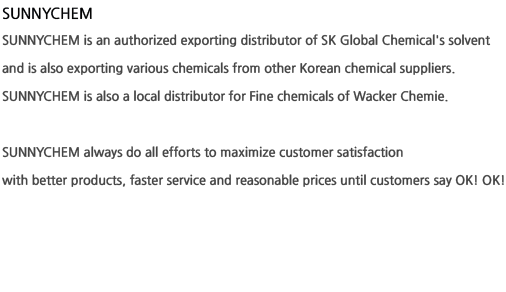 SUNNYCHEM
SUNNYCHEM is an authorized exporting distributor of SK Global Chemical's solvent
and is also exporting various chemicals from other Korean chemical suppliers.
SUNNYCHEM is also a local distributor for Fine chemicals of Wacker Chemie.
SUNNYCHEM always do all efforts to maximize customer satisfaction
with better products, faster service and reasonable prices until customers say OK! OK!